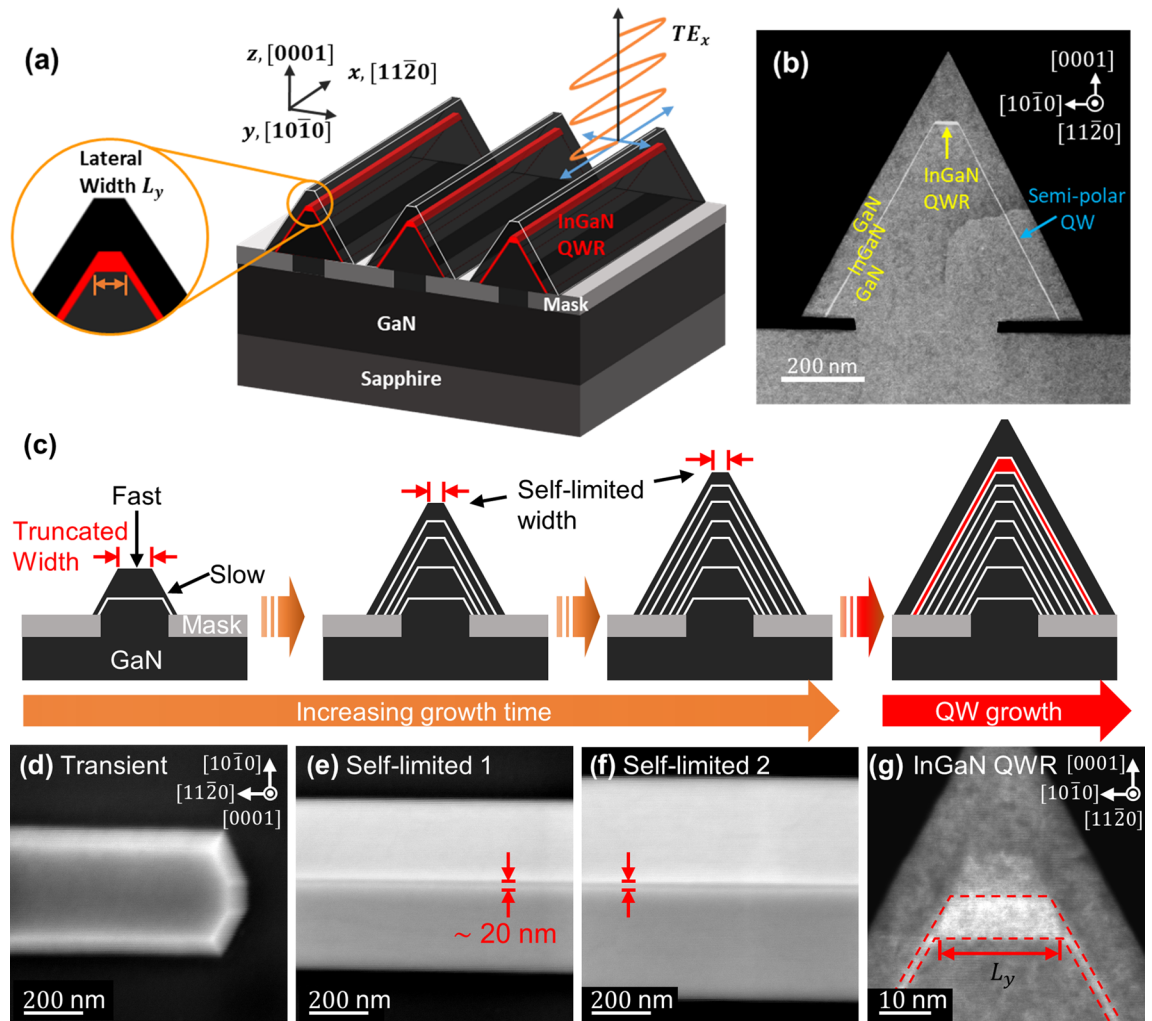 (a)
z, [0001]
x, [112̄0]
y, [101̄0]
TEₓ
Lateral
Width L_y
InGaN
QWR
Mask
GaN
Sapphire
(b)
[0001]
[101̄0]
[112̄0]
InGaN
QWR
Semi-polar
QW
GaN
InGaN
GaN
200 nm
(c)
Fast
Truncated
Width
Slow
Mask
GaN
Self-limited
width
Increasing growth time
QW growth
(d) Transient
[101̄0]
[112̄0]
[0001]
200 nm
(e) Self-limited 1
~ 20 nm
200 nm
(f) Self-limited 2
200 nm
(g) InGaN QWR
[0001]
[101̄0]
[112̄0]
L_y
10 nm